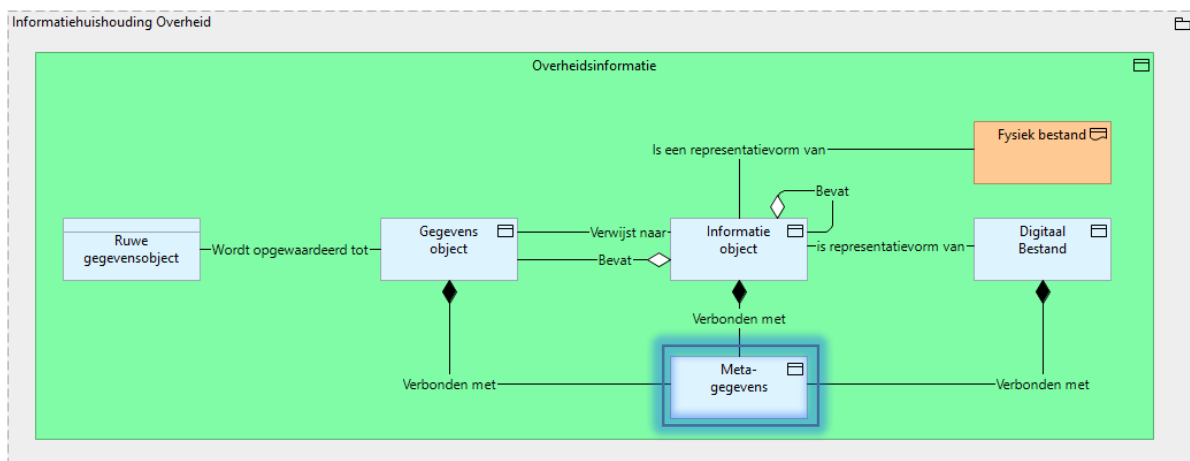 Informatiehuishouding Overheid
Overheidsinformatie
Fysiek bestand
Is een representatievorm van
Bevat
Ruwe
gegevensobject
Wordt opgewaardeerd tot
Gegevens
object
Verwijst naar
Bevat
Informatie
object
is representatievorm van
Digitaal
Bestand
Verbonden met
Verbonden met
Meta-
gegevens
Verbonden met